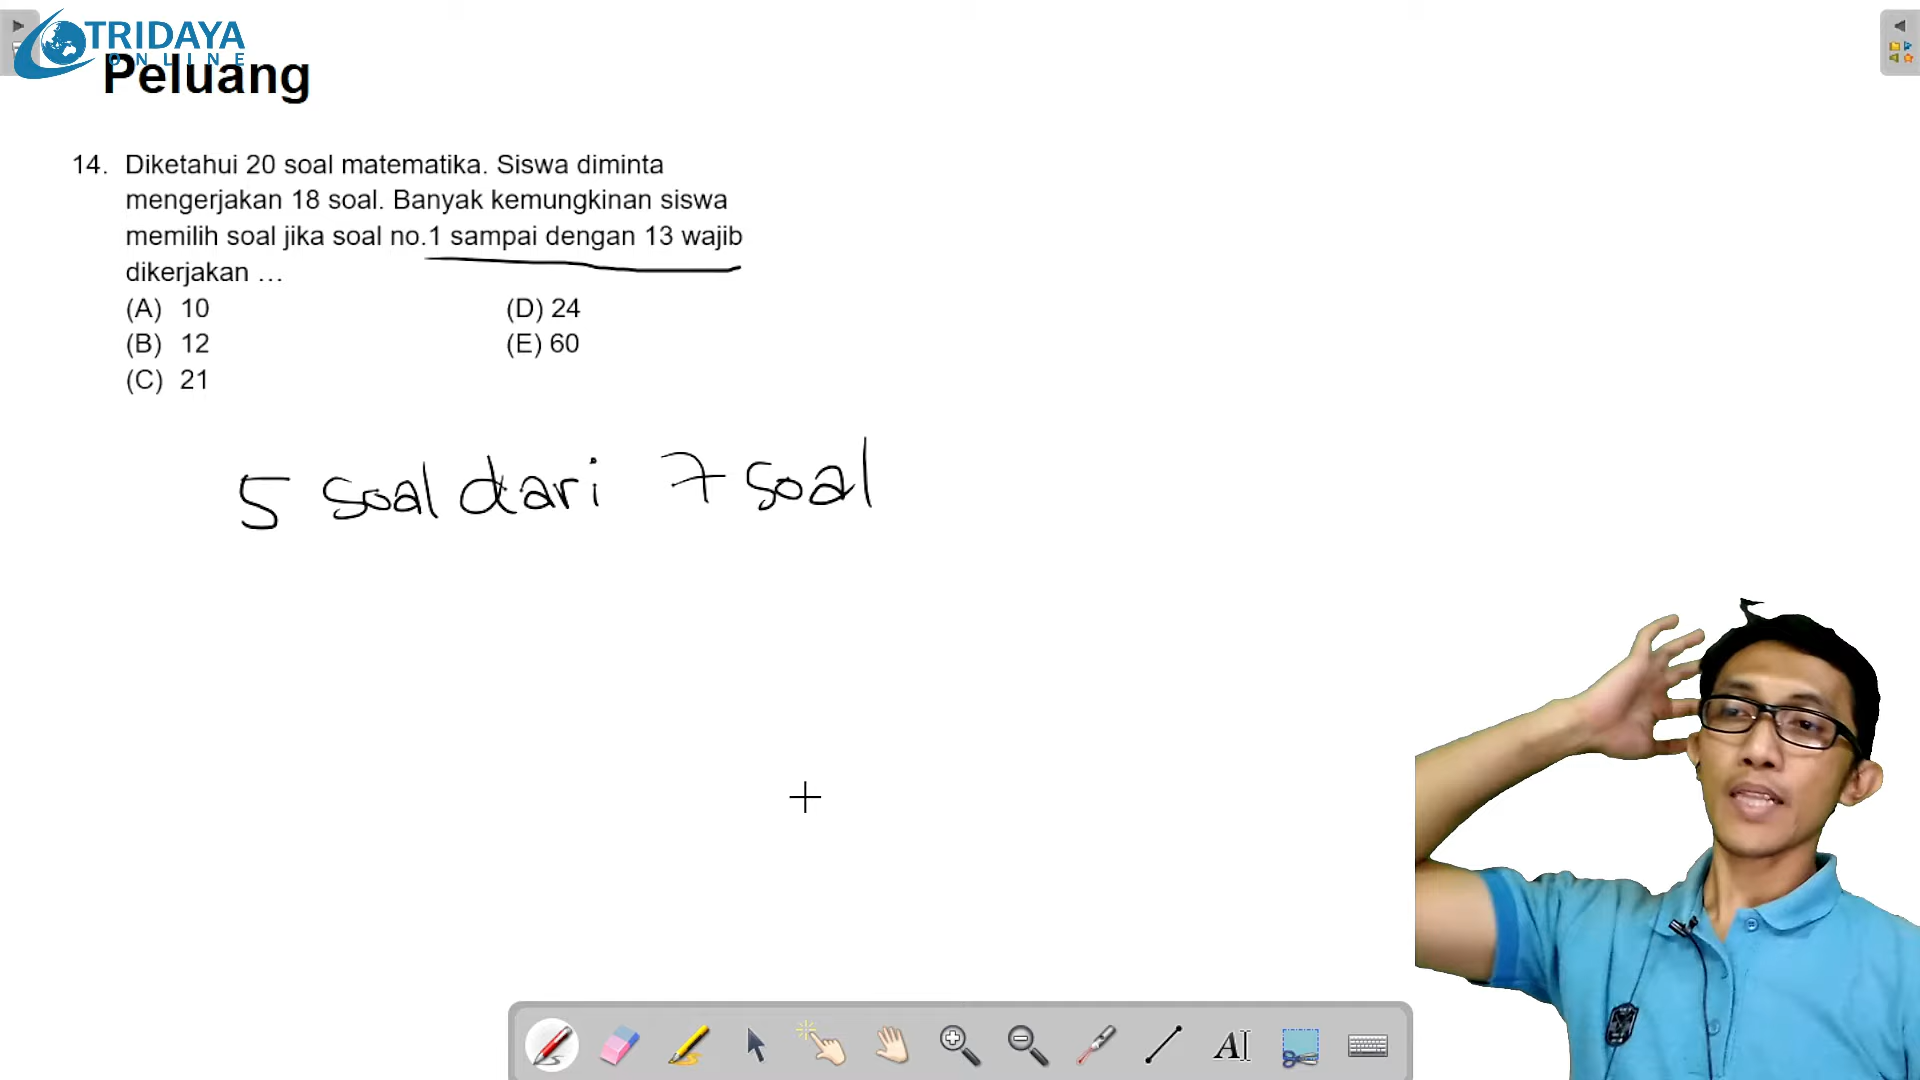 TRIDAYA
ONLINE
Peluang
14. Diketahui 20 soal matematika. Siswa diminta
mengerjakan 18 soal. Banyak kemungkinan siswa
memilih soal jika soal no.1 sampai dengan 13 wajib
dikerjakan …
(A) 10 (D) 24
(B) 12 (E) 60
(C) 21
5 soal dari 7 soal